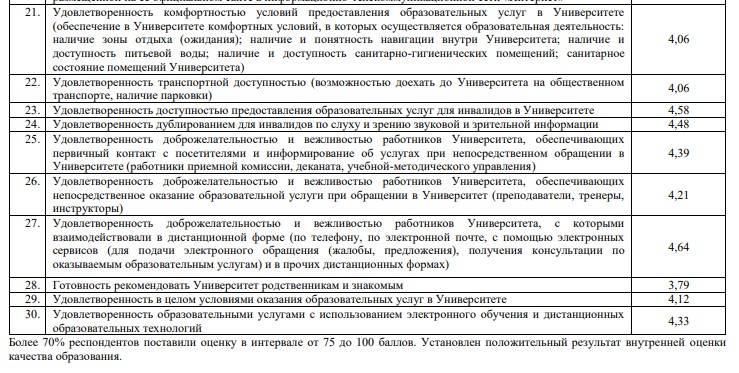 21. Удовлетворенность комфортностью условий предоставления образовательных услуг в Университете
(обеспечение в Университете комфортных условий, в которых осуществляется образовательная деятельность:
наличие зоны отдыха (ожидания); наличие и понятность навигации внутри Университета; наличие и
доступность питьевой воды; наличие и доступность санитарно-гигиенических помещений; санитарное
состояние помещений Университета)
4,06
22. Удовлетворенность транспортной доступностью (возможностью доехать до Университета на общественном
транспорте, наличие парковки)
4,06
23. Удовлетворенность доступностью предоставления образовательных услуг для инвалидов в Университете 4,58
24. Удовлетворенность дублированием для инвалидов по слуху и зрению звуковой и зрительной информации 4,48
25. Удовлетворенность доброжелательностью и вежливостью работников Университета, обеспечивающих
первичный контакт с посетителями и информирование об услугах при непосредственном обращении в
Университете (работники приемной комиссии, деканата, учебной-методического управления)
4,39
26. Удовлетворенность доброжелательностью и вежливостью работников Университета, обеспечивающих
непосредственное оказание образовательной услуги при обращении в Университет (преподаватели, тренеры,
инструкторы)
4,21
27. Удовлетворенность доброжелательностью и вежливостью работников Университета, с которыми
взаимодействовали в дистанционной форме (по телефону, по электронной почте, с помощью электронных
сервисов (для подачи электронного обращения (жалобы, предложения), получения консультации по
оказываемым образовательным услугам) и в прочих дистанционных формах)
4,64
28. Готовность рекомендовать Университет родственникам и знакомым 3,79
29. Удовлетворенность в целом условиями оказания образовательных услуг в Университете 4,12
30. Удовлетворенность образовательными услугами с использованием электронного обучения и дистанционных
образовательных технологий
4,33
Более 70% респондентов поставили оценку в интервале от 75 до 100 баллов. Установлен положительный результат внутренней оценки
качества образования.